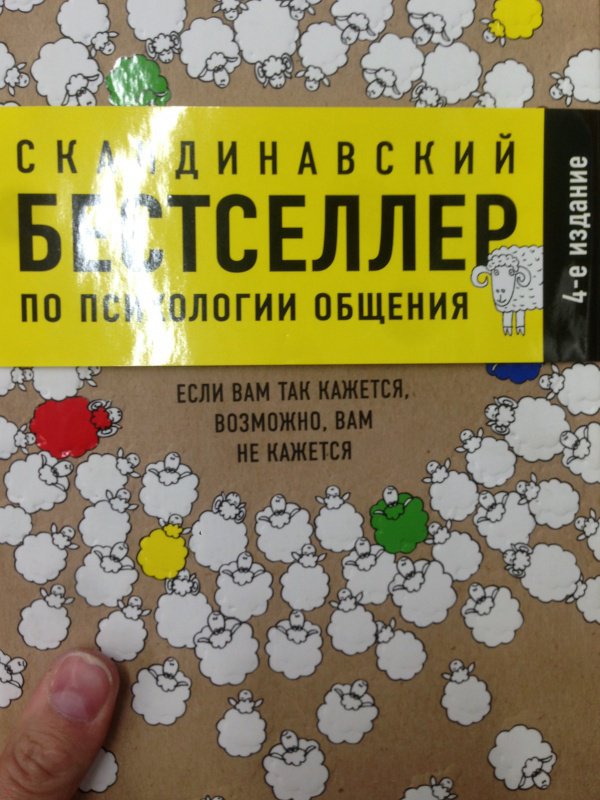 СКАНДИНАВСКИЙ
БЕСТСЕЛЛЕР
ПО ПСИХОЛОГИИ ОБЩЕНИЯ
4-е издание
ЕСЛИ ВАМ ТАК КАЖЕТСЯ,
ВОЗМОЖНО, ВАМ
НЕ КАЖЕТСЯ